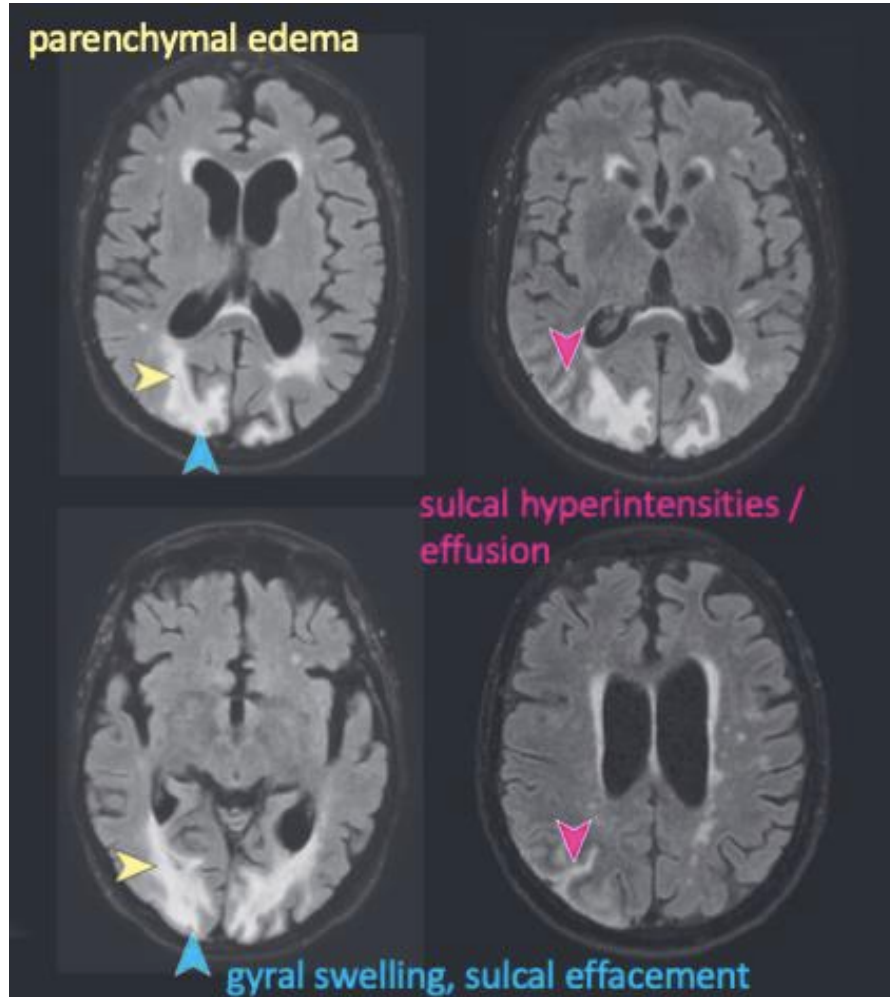 parenchymal edema
sulcal hyperintensities /
effusion
gyral swelling, sulcal effacement